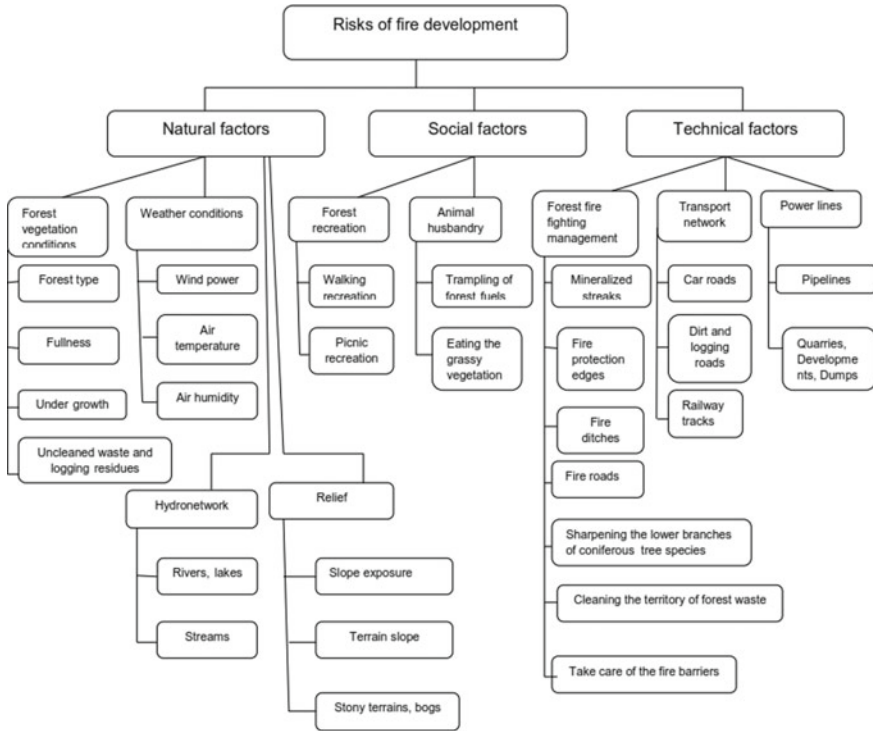 Risks of fire development
Natural factors
Social factors
Technical factors
Forest
vegetation
conditions
Weather conditions
Forest
recreation
Animal
husbandry
Forest fire
fighting
management
Transport
network
Power lines
Forest type
Wind power
Walking
recreation
Trampling of
forest fuels
Mineralized
streaks
Car roads
Pipelines
Fullness
Air
temperature
Picnic
recreation
Eating the
grassy
vegetation
Fire
protection
edges
Dirt and
logging
roads
Quarries,
Developme
nts, Dumps
Under growth
Air humidity
Fire
ditches
Railway
tracks
Uncleaned waste and
logging residues
Fire roads
Hydronetwork
Relief
Sharpening the lower branches
of coniferous tree species
Rivers, lakes
Slope exposure
Cleaning the territory of forest waste
Streams
Terrain slope
Take care of the fire barriers
Stony terrains, bogs